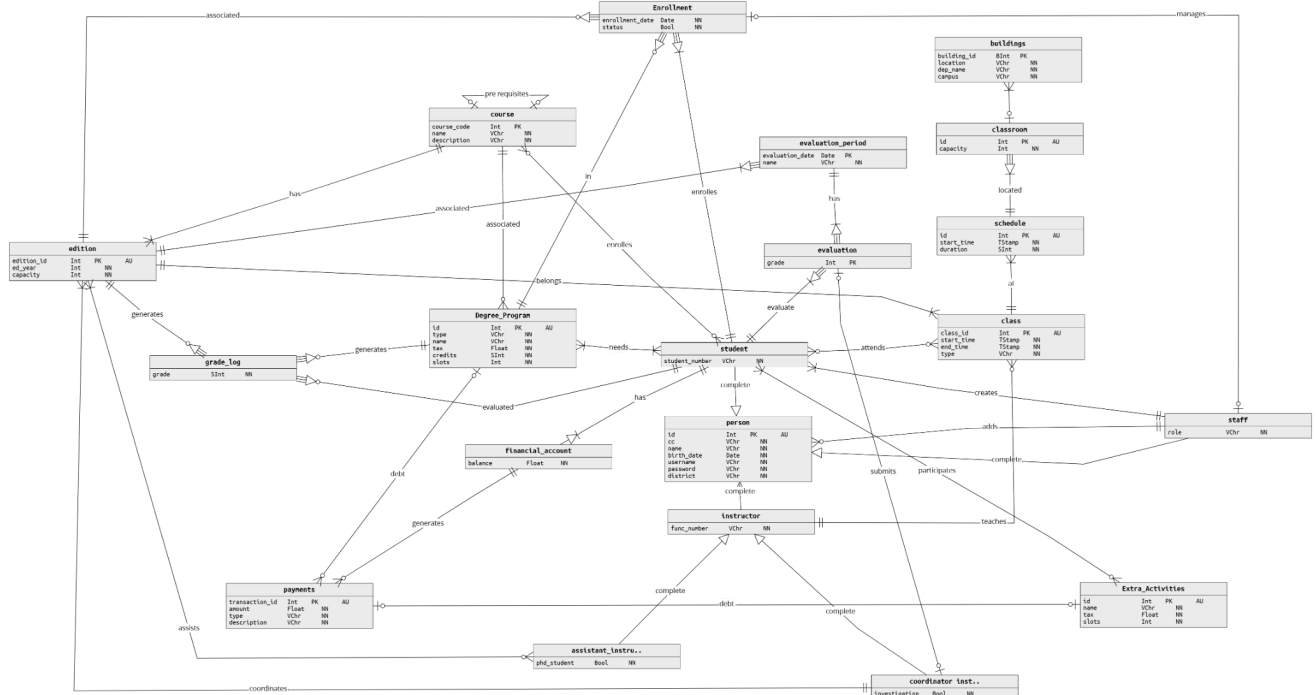 Enrollment
enrollment_date Date NN
status Bool NN
associated
manages
buildings
building_id BInt PK
location VChr NN
dep_name VChr NN
campus VChr NN
pre requisites
course
course_code Int PK
name VChr NN
description VChr NN
classroom
id Int PK AU
capacity Int NN
evaluation_period
evaluation_date Date PK
name VChr NN
in
enrolles
located
has
has
associated
associated
schedule
id Int PK AU
start_time TStamp NN
duration SInt NN
edition
edition_id Int PK AU
ed_year Int NN
capacity Int NN
enrolles
evaluation
grade Int PK
belongs
at
generates
evaluate
Degree_Program
id Int PK AU
type VChr NN
name VChr NN
tax Float NN
credits SInt NN
slots Int NN
class
class_id Int PK AU
start_time TStamp NN
end_time TStamp NN
type VChr NN
grade_log
grade SInt NN
generates
needs
student
student_number VChr NN
attends
complete
creates
has
evaluated
person
id Int PK AU
cc VChr NN
name VChr NN
birth_date Date NN
username VChr NN
password VChr NN
district VChr NN
adds
staff
role VChr NN
complete
financial_account
balance Float NN
debt
submits
participates
complete
instructor
func_number VChr NN
teaches
generates
payments
transaction_id Int PK AU
amount Float NN
type VChr NN
description VChr NN
complete
debt
complete
Extra_Activities
id Int PK AU
name VChr NN
tax Float NN
slots Int NN
assists
assistant_instru..
phd_student Bool NN
coordinates
coordinator inst..
investigation Bool NN